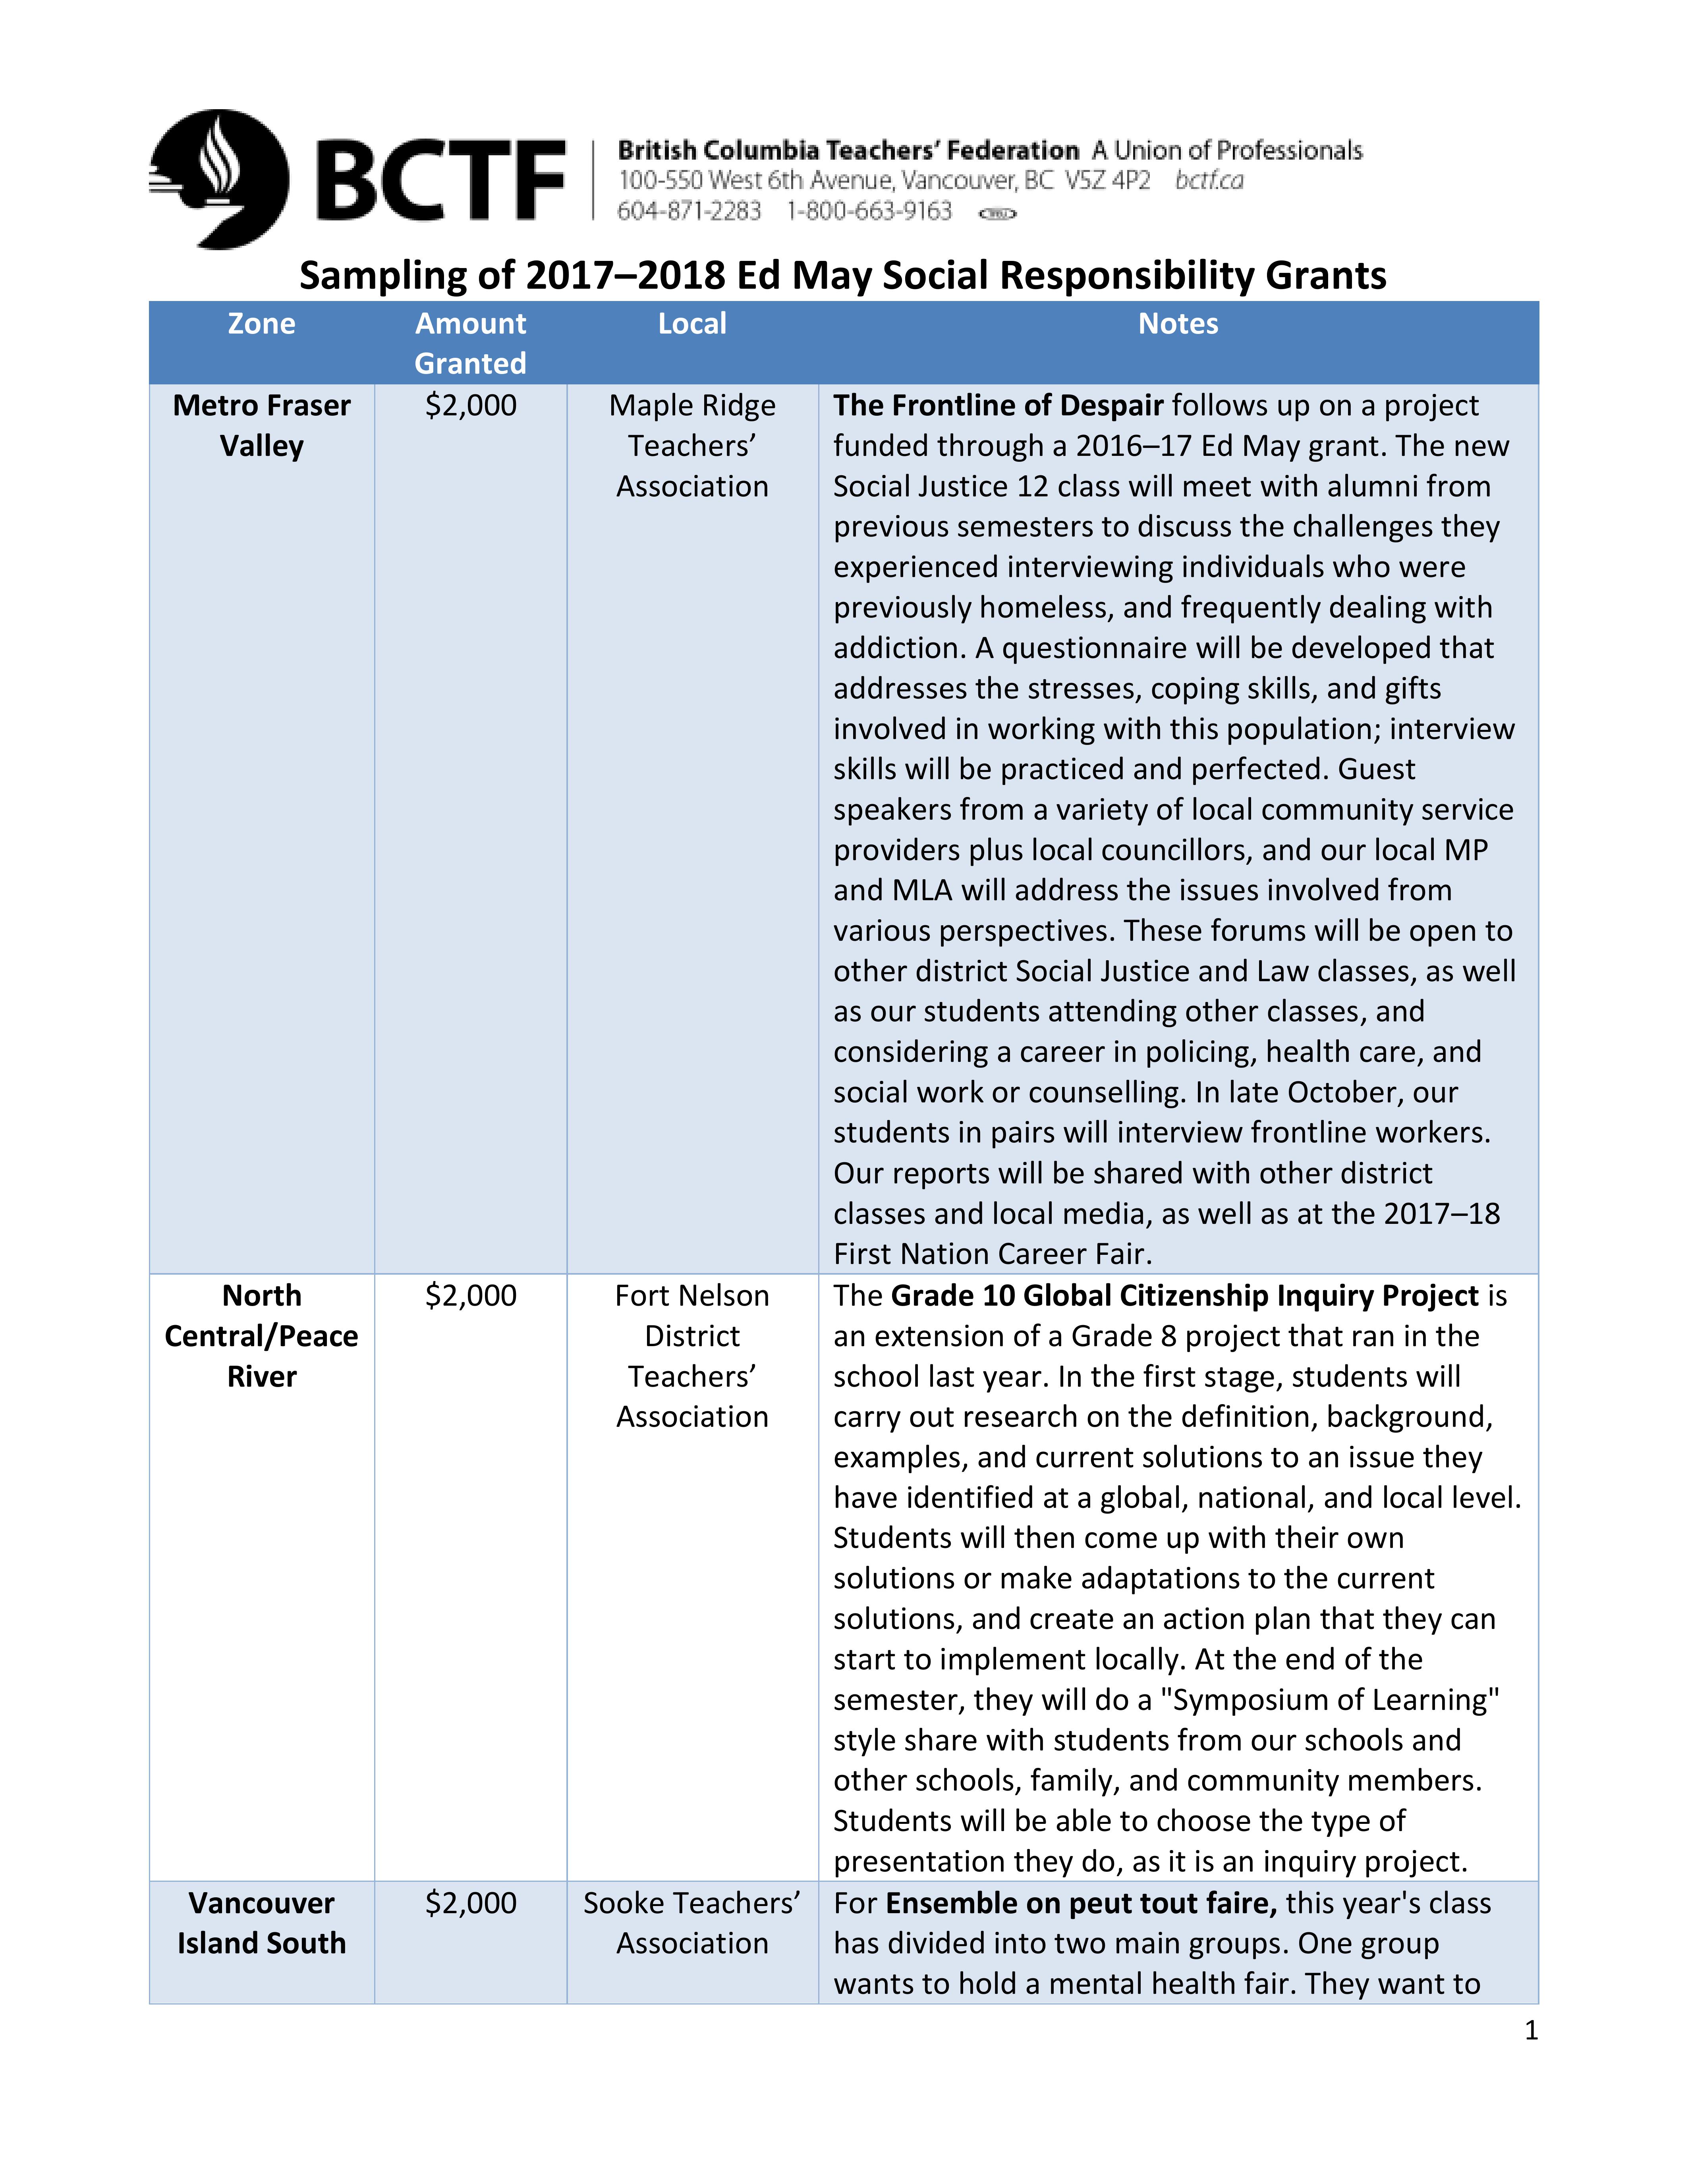 BCTF
British Columbia Teachers’ Federation A Union of Professionals
100-550 West 6th Avenue, Vancouver, BC V5Z 4P2 bctf.ca
604-871-2283 1-800-663-9163
Sampling of 2017–2018 Ed May Social Responsibility Grants
Zone
Amount
Granted
Local
Notes
Metro Fraser
Valley
$2,000
Maple Ridge
Teachers’
Association
The Frontline of Despair follows up on a project
funded through a 2016–17 Ed May grant. The new
Social Justice 12 class will meet with alumni from
previous semesters to discuss the challenges they
experienced interviewing individuals who were
previously homeless, and frequently dealing with
addiction. A questionnaire will be developed that
addresses the stresses, coping skills, and gifts
involved in working with this population; interview
skills will be practiced and perfected. Guest
speakers from a variety of local community service
providers plus local councillors, and our local MP
and MLA will address the issues involved from
various perspectives. These forums will be open to
other district Social Justice and Law classes, as well
as our students attending other classes, and
considering a career in policing, health care, and
social work or counselling. In late October, our
students in pairs will interview frontline workers.
Our reports will be shared with other district
classes and local media, as well as at the 2017–18
First Nation Career Fair.
North
Central/Peace
River
$2,000
Fort Nelson
District
Teachers’
Association
The Grade 10 Global Citizenship Inquiry Project is
an extension of a Grade 8 project that ran in the
school last year. In the first stage, students will
carry out research on the definition, background,
examples, and current solutions to an issue they
have identified at a global, national, and local level.
Students will then come up with their own
solutions or make adaptations to the current
solutions, and create an action plan that they can
start to implement locally. At the end of the
semester, they will do a "Symposium of Learning"
style share with students from our schools and
other schools, family, and community members.
Students will be able to choose the type of
presentation they do, as it is an inquiry project.
Vancouver
Island South
$2,000
Sooke Teachers’
Association
For Ensemble on peut tout faire, this year's class
has divided into two main groups. One group
wants to hold a mental health fair. They want to
1